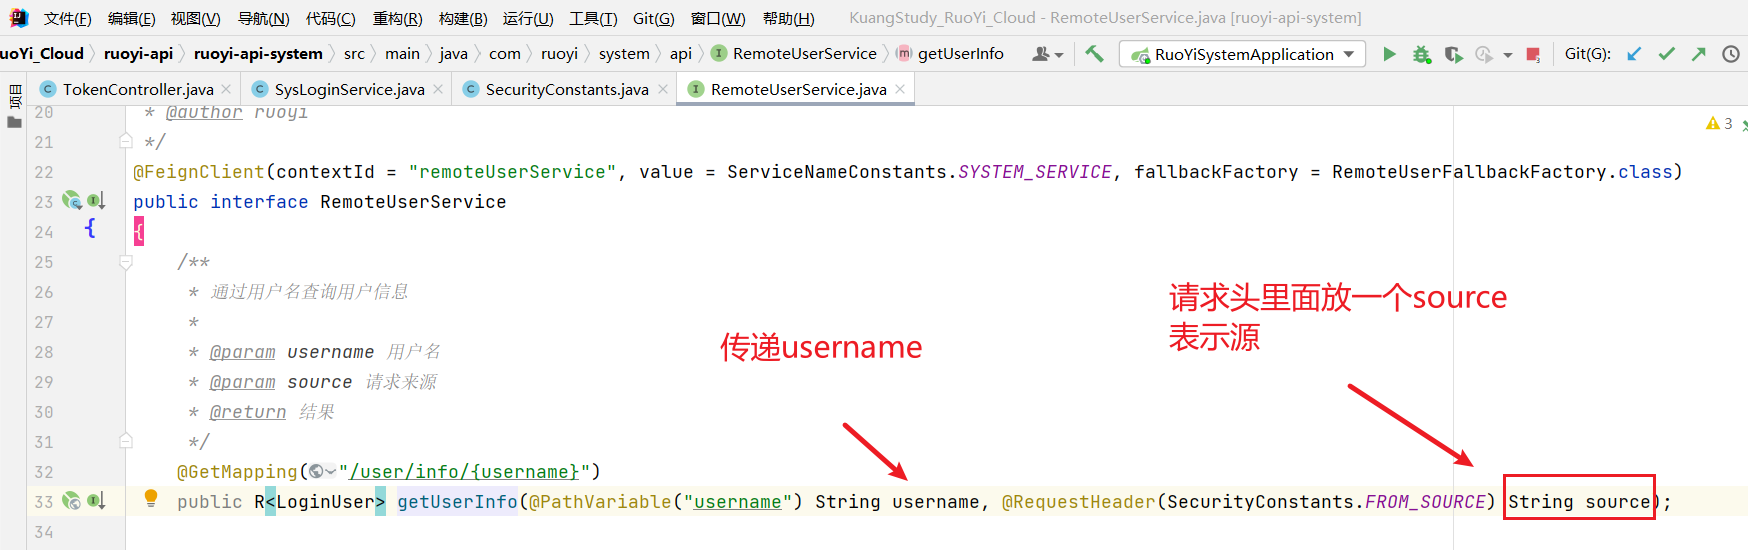 文件(F) 编辑(E) 视图(V) 导航(N) 代码(C) 重构(R) 构建(B) 运行(U) 工具(T) Git(G) 窗口(W) 帮助(H) KuangStudy_RuoYi_Cloud - RemoteUserService.java [ruoyi-api-system]
uoYi_Cloud ruoyi-api ruoyi-api-system src main java com ruoyi system api RemoteUserService getUserInfo RuoYiSystemApplication Git(G):
项目 TokenController.java SysLoginService.java SecurityConstants.java RemoteUserService.java
20 * @author ruoyi
21 */
22 @FeignClient(contextId = "remoteUserService", value = ServiceNameConstants.SYSTEM_SERVICE, fallbackFactory = RemoteUserFallbackFactory.class)
23 public interface RemoteUserService
24 {
25 /**
26 * 通过用户名查询用户信息
27 *
28 * @param username 用户名
29 * @param source 请求来源
30 * @return 结果
31 */
32 @GetMapping("/user/info/{username}")
33 public R<LoginUser> getUserInfo(@PathVariable("username") String username, @RequestHeader(SecurityConstants.FROM_SOURCE) String source);
34
3
传递username
请求头里面放一个source
表示源